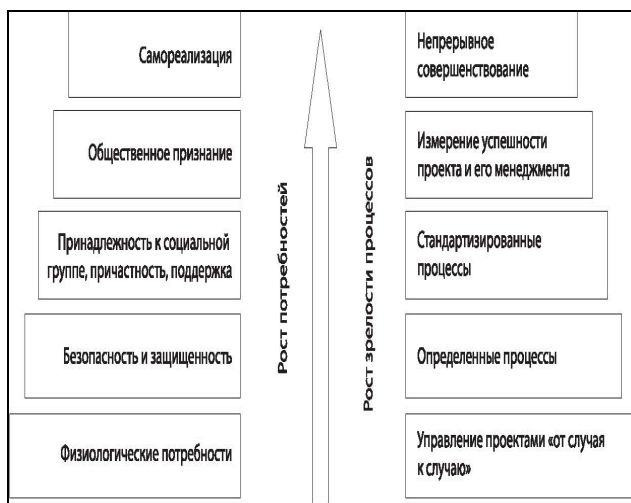 Самореализация
Общественное признание
Принадлежность к социальной
группе, причастность, поддержка
Безопасность и защищенность
Физиологические потребности
Рост потребностей
Рост зрелости процессов
Непрерывное
совершенствование
Измерение успешности
проекта и его менеджмента
Стандартизированные
процессы
Определенные процессы
Управление проектами «от случая
к случаю»